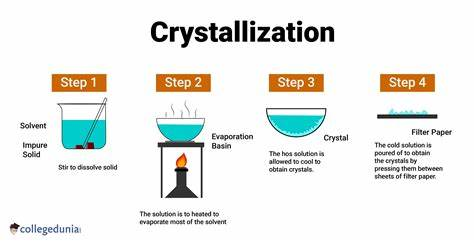 Crystallization
Step 1
Step 2
Step 3
Step 4
Solvent
Impure
Solid
Stir to dissolve solid
Evaporation
Basin
The solution is to heated to
evaporate most of the solvent
Crystal
The hos solution is
allowed to cool to
obtain crystals.
Filter Paper
The cold solution is
poured of to obtain
the crystals by
pressing them between
sheets of filter paper.
collegedunia